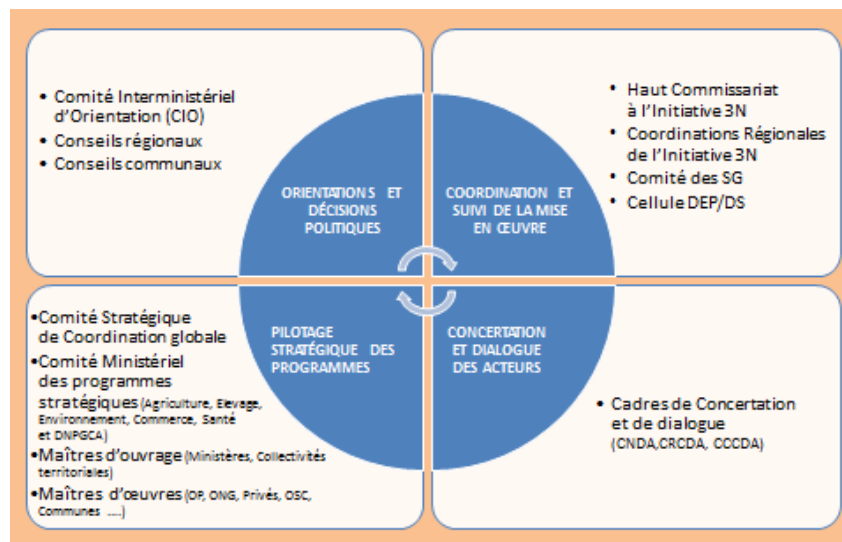 • Comité Interministériel
d'Orientation (CIO)
• Conseils régionaux
• Conseils communaux
ORIENTATIONS ET
DÉCISIONS
POLITIQUES
• Haut Commissariat
à l'Initiative 3N
• Coordinations Régionales
de l'Initiative 3N
• Comité des SG
• Cellule DEP/DS
COORDINATION ET
SUIVI DE LA MISE
EN ŒUVRE
•Comité Stratégique
de Coordination globale
•Comité Ministériel
des programmes
stratégiques (Agriculture, Elevage,
Environnement, Commerce, Santé
et DNPGCA)
•Maîtres d'ouvrage (Ministères, Collectivités
territoriales)
•Maîtres d'œuvres (OP, ONG, Privés, OSC,
Communes ....)
PILOTAGE
STRATÉGIQUE DES
PROGRAMMES
CONCERTATION
ET DIALOGUE
DES ACTEURS
• Cadres de Concertation
et de dialogue
(CNDA,CRCDA, CCCDA)